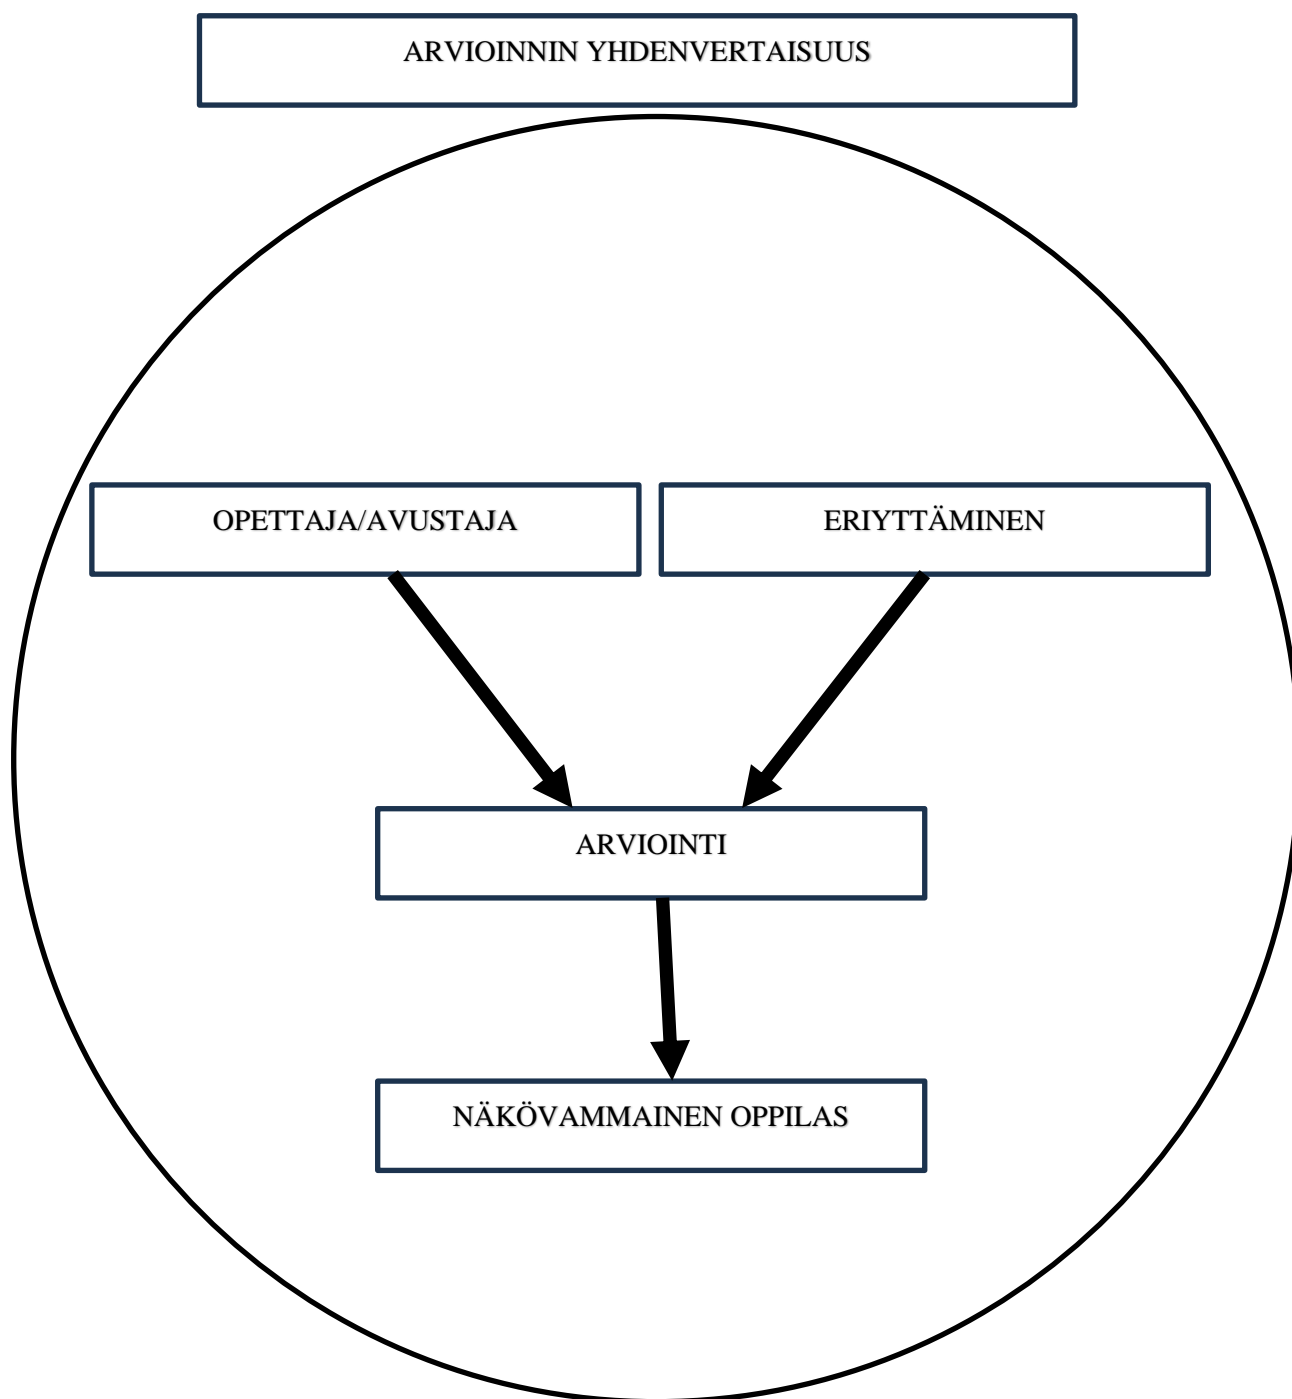 ARVIOINNIN YHDENVERTAISUUS
OPETTAJA/AVUSTAJA
ERIYTTÄMINEN
ARVIOINTI
NÄKÖVAMMAINEN OPPILAS